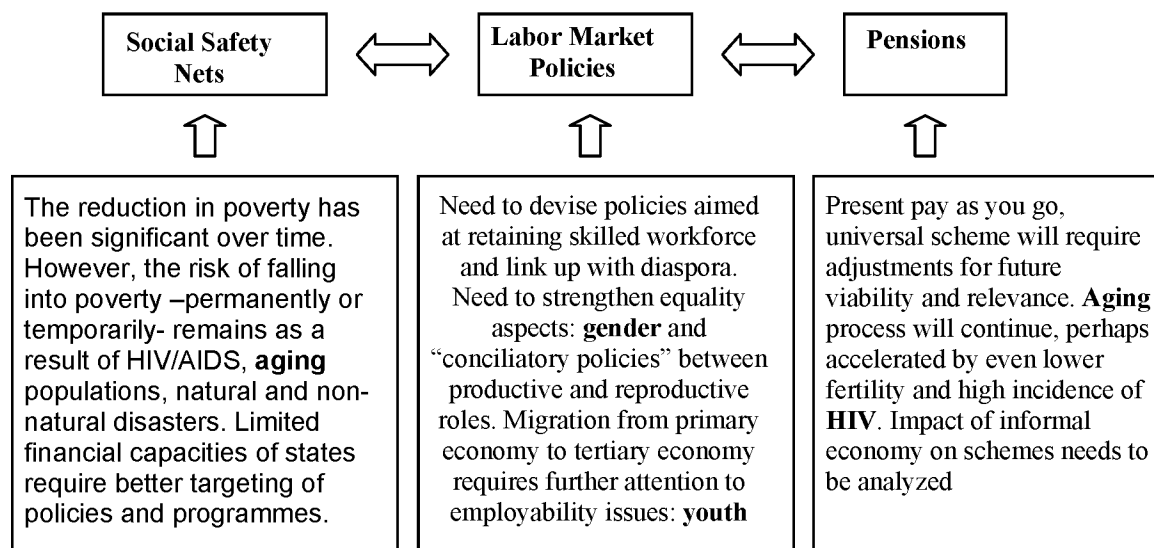 Social Safety
Nets
Labor Market
Policies
Pensions
The reduction in poverty has
been significant over time.
However, the risk of falling
into poverty –permanently or
temporarily- remains as a
result of HIV/AIDS, aging
populations, natural and non-
natural disasters. Limited
financial capacities of states
require better targeting of
policies and programmes.
Need to devise policies aimed
at retaining skilled workforce
and link up with diaspora.
Need to strengthen equality
aspects: gender and
“conciliatory policies” between
productive and reproductive
roles. Migration from primary
economy to tertiary economy
requires further attention to
employability issues: youth
Present pay as you go,
universal scheme will require
adjustments for future
viability and relevance. Aging
process will continue, perhaps
accelerated by even lower
fertility and high incidence of
HIV. Impact of informal
economy on schemes needs to
be analyzed